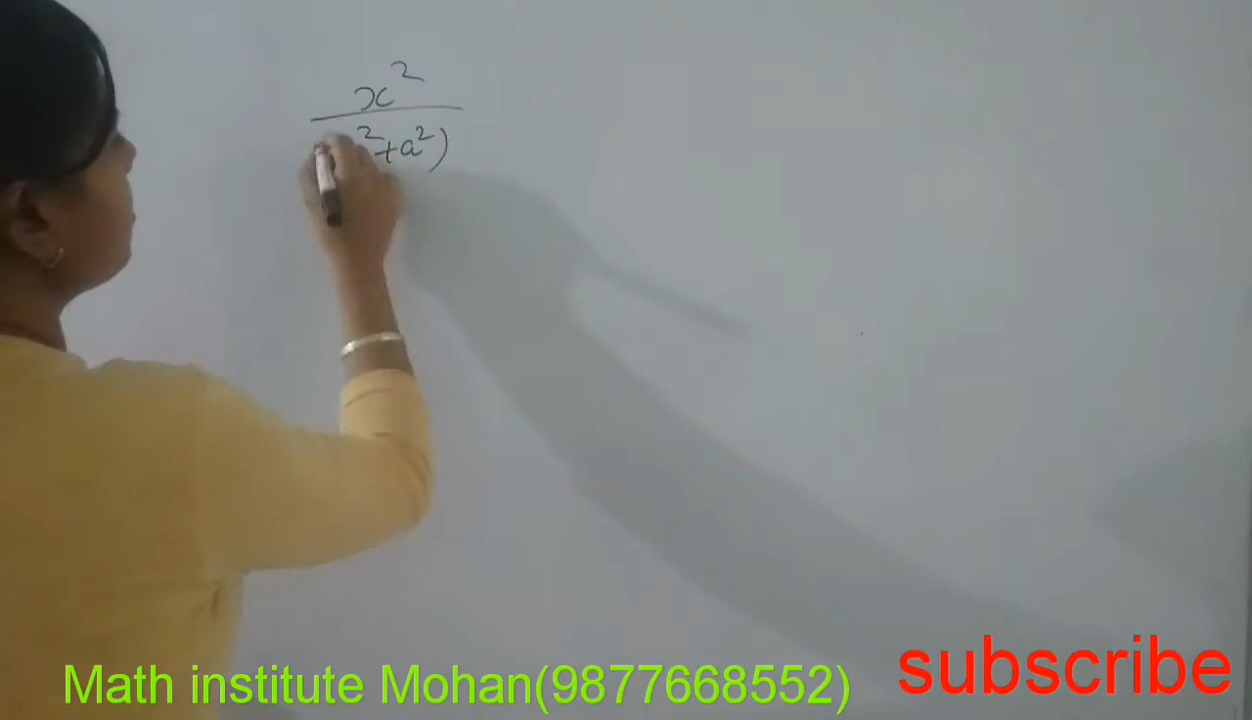 x²
²+a²)
Math institute Mohan(9877668552)
subscribe